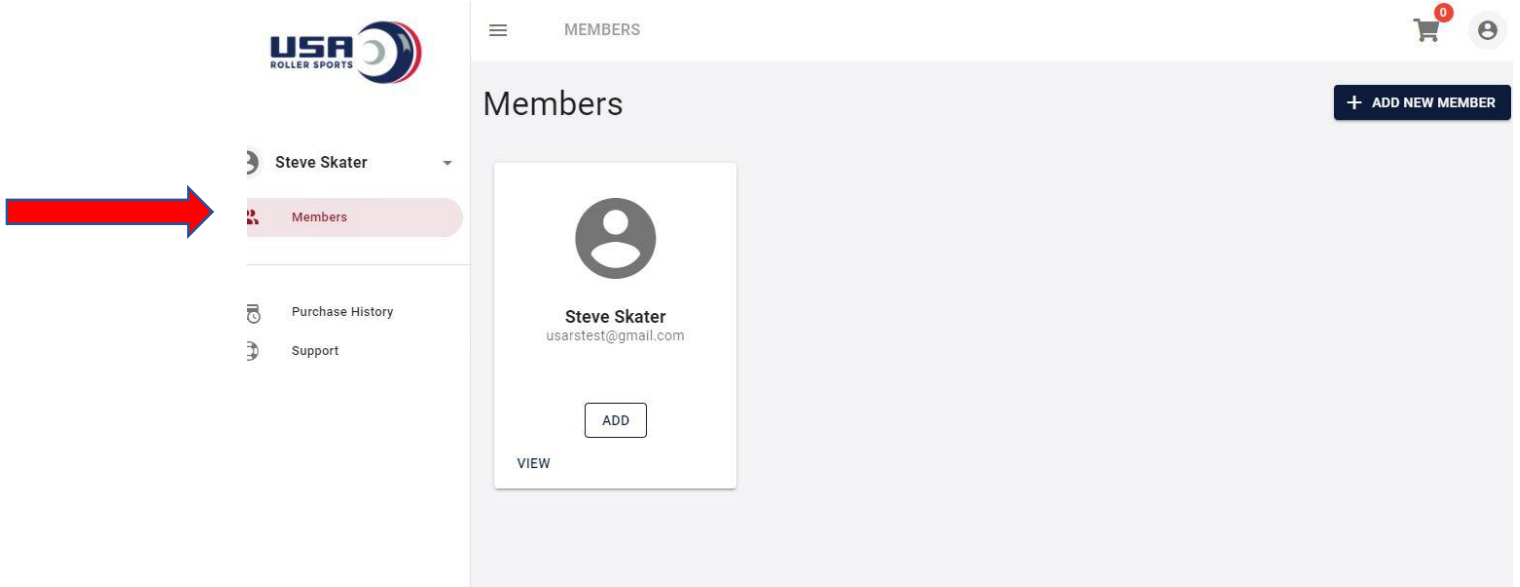 USA
ROLLER SPORTS
Steve Skater
Members
Purchase History
Support
MEMBERS
0
Members
+ ADD NEW MEMBER
Steve Skater
usarstest@gmail.com
ADD
VIEW